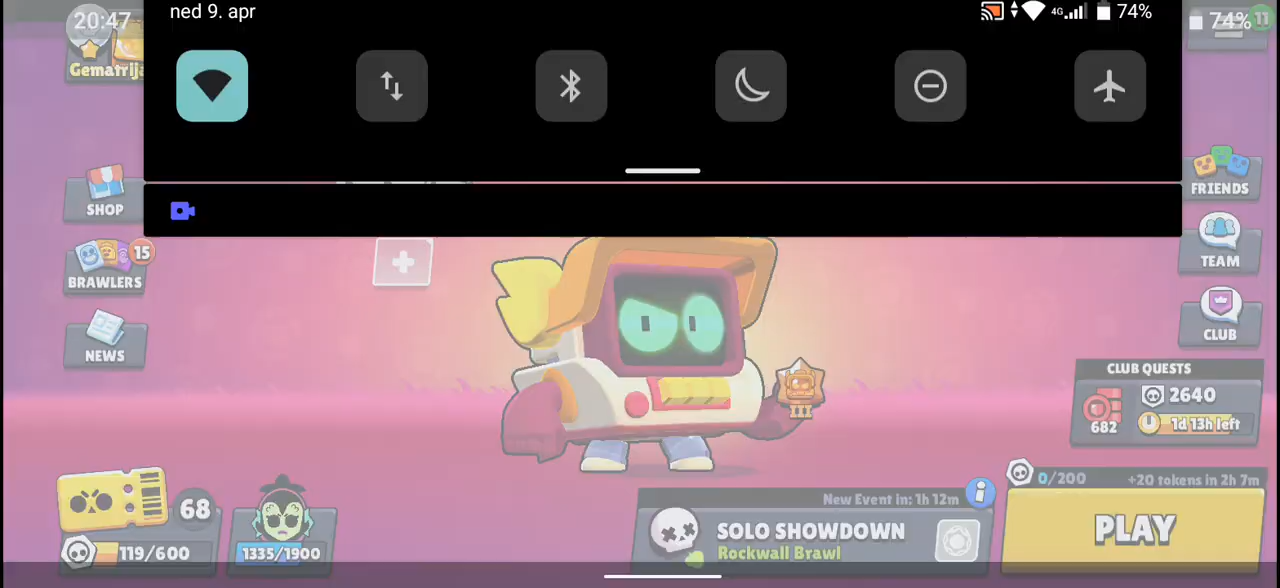 20:47
ned 9. apr
4G
74%
74%
11
Gematrija
SHOP
15
BRAWLERS
NEWS
FRIENDS
TEAM
CLUB
CLUB QUESTS
2640
682
1d 13h left
68
119/600
1335/1900
New Event in: 1h 12m
SOLO SHOWDOWN
Rockwall Brawl
0/200
+20 tokens in 2h 7m
PLAY